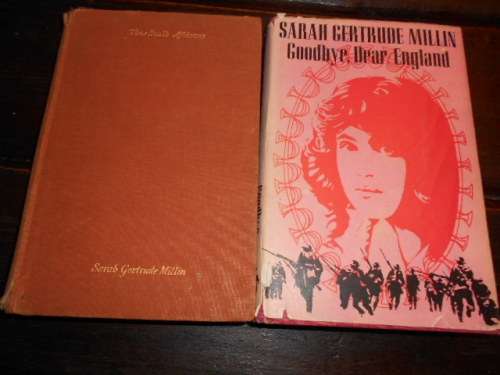 The South Africans
Sarah Gertrude Millin
SARAH GERTRUDE MILLIN
Goodbye, Dear England